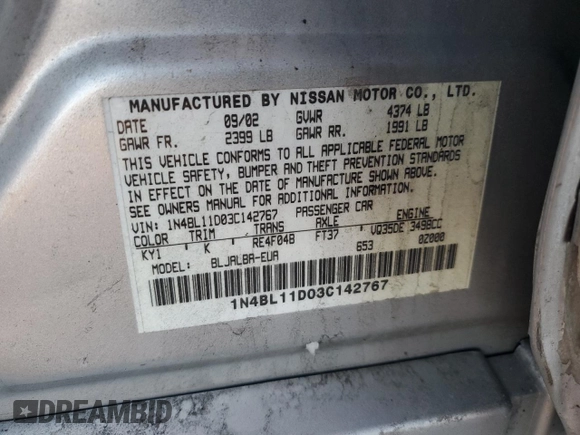 MANUFACTURED BY NISSAN MOTOR CO., LTD.
DATE 09/02 GVWR 4374 LB
GAWR FR. 2399 LB GAWR RR. 1991 LB
THIS VEHICLE CONFORMS TO ALL APPLICABLE FEDERAL MOTOR
VEHICLE SAFETY, BUMPER AND THEFT PREVENTION STANDARDS
IN EFFECT ON THE DATE OF MANUFACTURE SHOWN ABOVE.
SEE OWNERS MANUAL FOR ADDITIONAL INFORMATION.
VIN: 1N4BL11D03C142767 PASSENGER CAR
COLOR TRIM TRANS AXLE ENGINE
KY1 K RE4F04B FT37 VQ35DE 3498CC
MODEL: BLJALBA-EUA 653 02000
1N4BL11D03C142767
DREAMBID